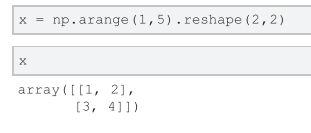 x = np.arange(1,5).reshape(2,2)
x
array([[1, 2],
       [3, 4]])